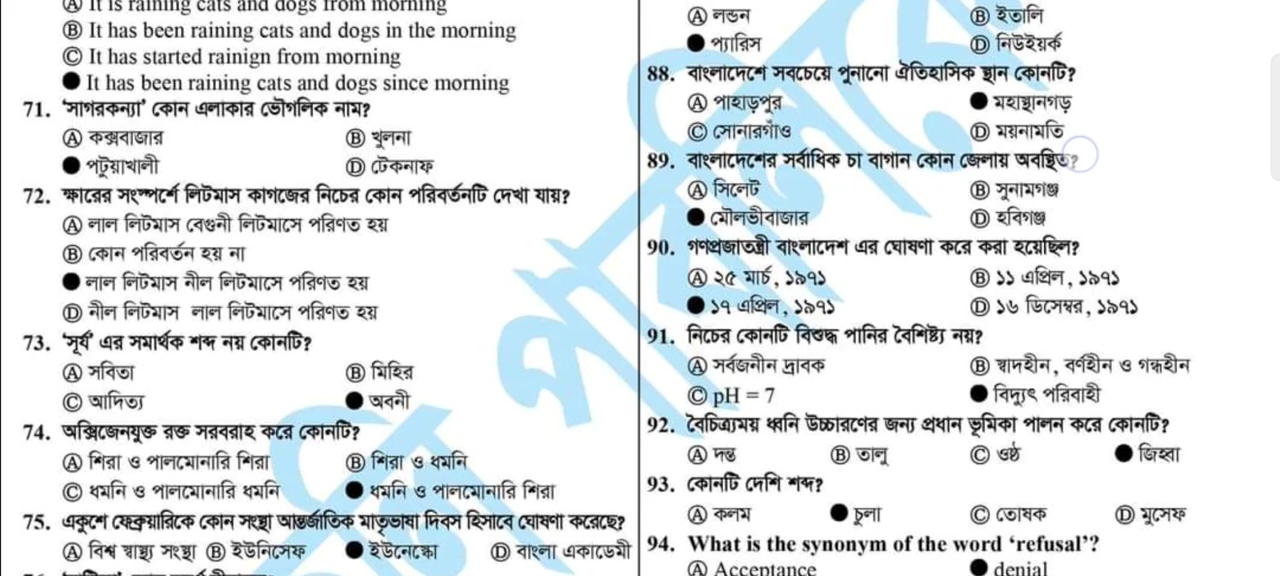 Ⓐ It is raining cats and dogs from morning
Ⓑ It has been raining cats and dogs in the morning
Ⓒ It has started rainign from morning
● It has been raining cats and dogs since morning
71. ‘সাগরকন্যা’ কোন এলাকার ভৌগলিক নাম?
Ⓐ কক্সবাজার Ⓑ খুলনা
● পটুয়াখালী Ⓓ টেকনাফ
72. ক্ষারের সংস্পর্শে লিটমাস কাগজের নিচের কোন পরিবর্তনটি দেখা যায়?
Ⓐ লাল লিটমাস বেগুনী লিটমাসে পরিণত হয়
Ⓑ কোন পরিবর্তন হয় না
● লাল লিটমাস নীল লিটমাসে পরিণত হয়
Ⓓ নীল লিটমাস লাল লিটমাসে পরিণত হয়
73. ‘সূর্য’ এর সমার্থক শব্দ নয় কোনটি?
Ⓐ সবিতা Ⓑ মিহির
Ⓒ আদিত্য ● অবনী
74. অক্সিজেনযুক্ত রক্ত সরবরাহ করে কোনটি?
Ⓐ শিরা ও পালমোনারি শিরা Ⓑ শিরা ও ধমনি
Ⓒ ধমনি ও পালমোনারি ধমনি ● ধমনি ও পালমোনারি শিরা
75. একুশে ফেব্রুয়ারিকে কোন সংস্থা আন্তর্জাতিক মাতৃভাষা দিবস হিসাবে ঘোষণা করেছে?
Ⓐ বিশ্ব স্বাস্থ্য সংস্থা Ⓑ ইউনিসেফ ● ইউনেস্কো Ⓓ বাংলা একাডেমী
Ⓐ লন্ডন Ⓑ ইতালি
● প্যারিস Ⓓ নিউইয়র্ক
88. বাংলাদেশে সবচেয়ে পুনানো ঐতিহাসিক স্থান কোনটি?
Ⓐ পাহাড়পুর ● মহাস্থানগড়
Ⓒ সোনারগাঁও Ⓓ ময়নামতি
89. বাংলাদেশের সর্বাধিক চা বাগান কোন জেলায় অবস্থিত?
Ⓐ সিলেট Ⓑ সুনামগঞ্জ
● মৌলভীবাজার Ⓓ হবিগঞ্জ
90. গণপ্রজাতন্ত্রী বাংলাদেশ এর ঘোষণা করে করা হয়েছিল?
Ⓐ ২৫ মার্চ, ১৯৭১ Ⓑ ১১ এপ্রিল, ১৯৭১
● ১৭ এপ্রিল, ১৯৭১ Ⓓ ১৬ ডিসেম্বর, ১৯৭১
91. নিচের কোনটি বিশুদ্ধ পানির বৈশিষ্ট্য নয়?
Ⓐ সর্বজনীন দ্রাবক Ⓑ স্বাদহীন, বর্ণহীন ও গন্ধহীন
Ⓒ pH = 7 ● বিদ্যুৎ পরিবাহী
92. বৈচিত্র্যময় ধ্বনি উচ্চারণের জন্য প্রধান ভূমিকা পালন করে কোনটি?
Ⓐ দন্ত Ⓑ তালু Ⓒ ওষ্ঠ ● জিহ্বা
93. কোনটি দেশি শব্দ?
Ⓐ কলম ● চুলা Ⓒ তোষক Ⓓ মুন্সেফ
94. What is the synonym of the word ‘refusal’?
Ⓐ Acceptance ● denial